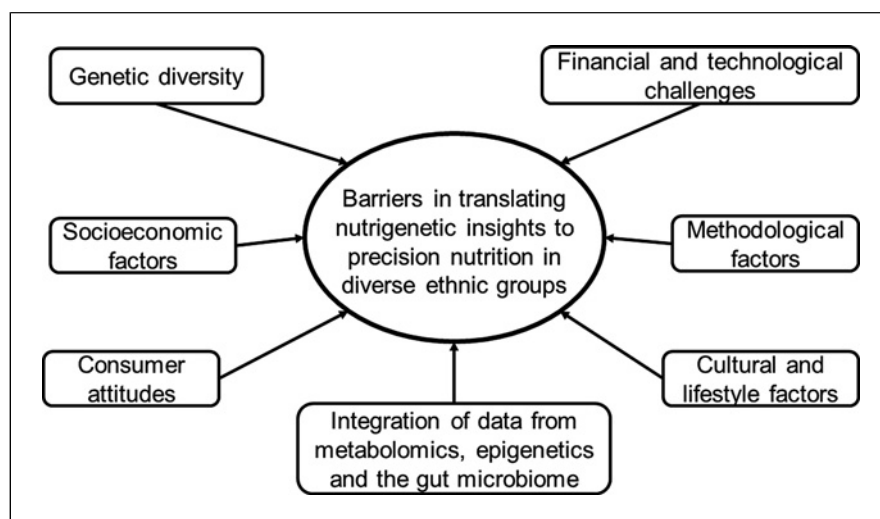 Genetic diversity
Financial and technological
challenges
Barriers in translating
nutrigenetic insights to
precision nutrition in
diverse ethnic groups
Socioeconomic
factors
Methodological
factors
Consumer
attitudes
Cultural and
lifestyle factors
Integration of data from
metabolomics, epigenetics
and the gut microbiome